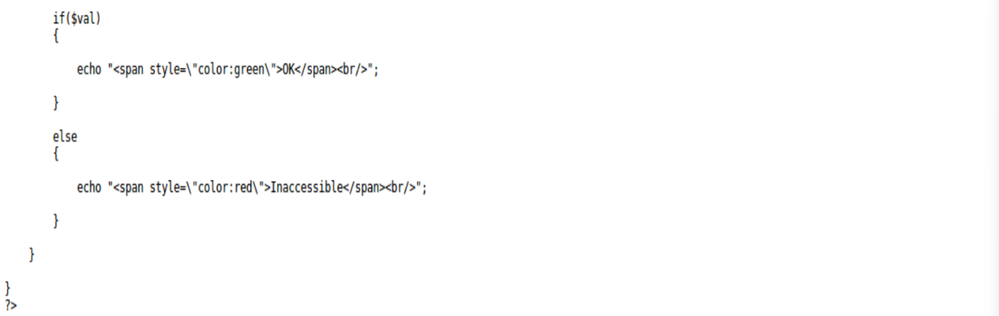 if($val)
{
echo "<span style=\"color:green\">OK</span><br/>";
}
else
{
echo "<span style=\"color:red\">Inaccessible</span><br/>";
}
}
}
?>